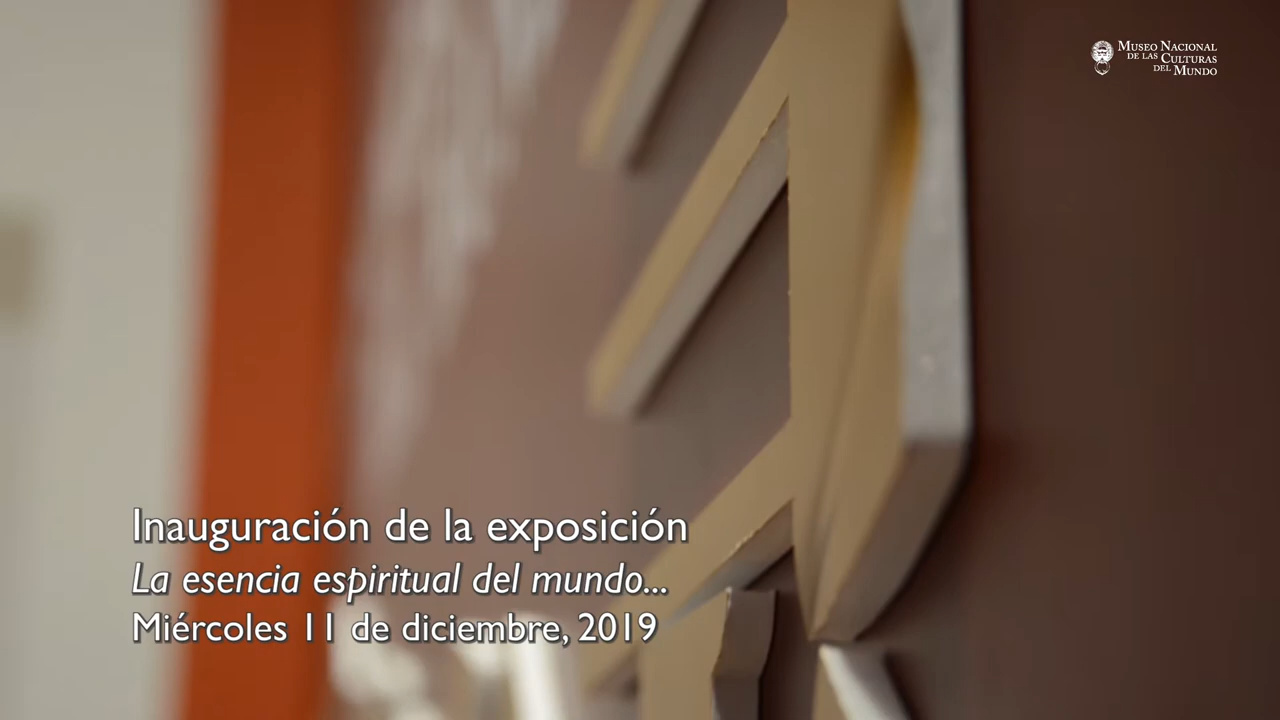 Museo Nacional
de las Culturas
del Mundo
Inauguración de la exposición
La esencia espiritual del mundo...
Miércoles 11 de diciembre, 2019